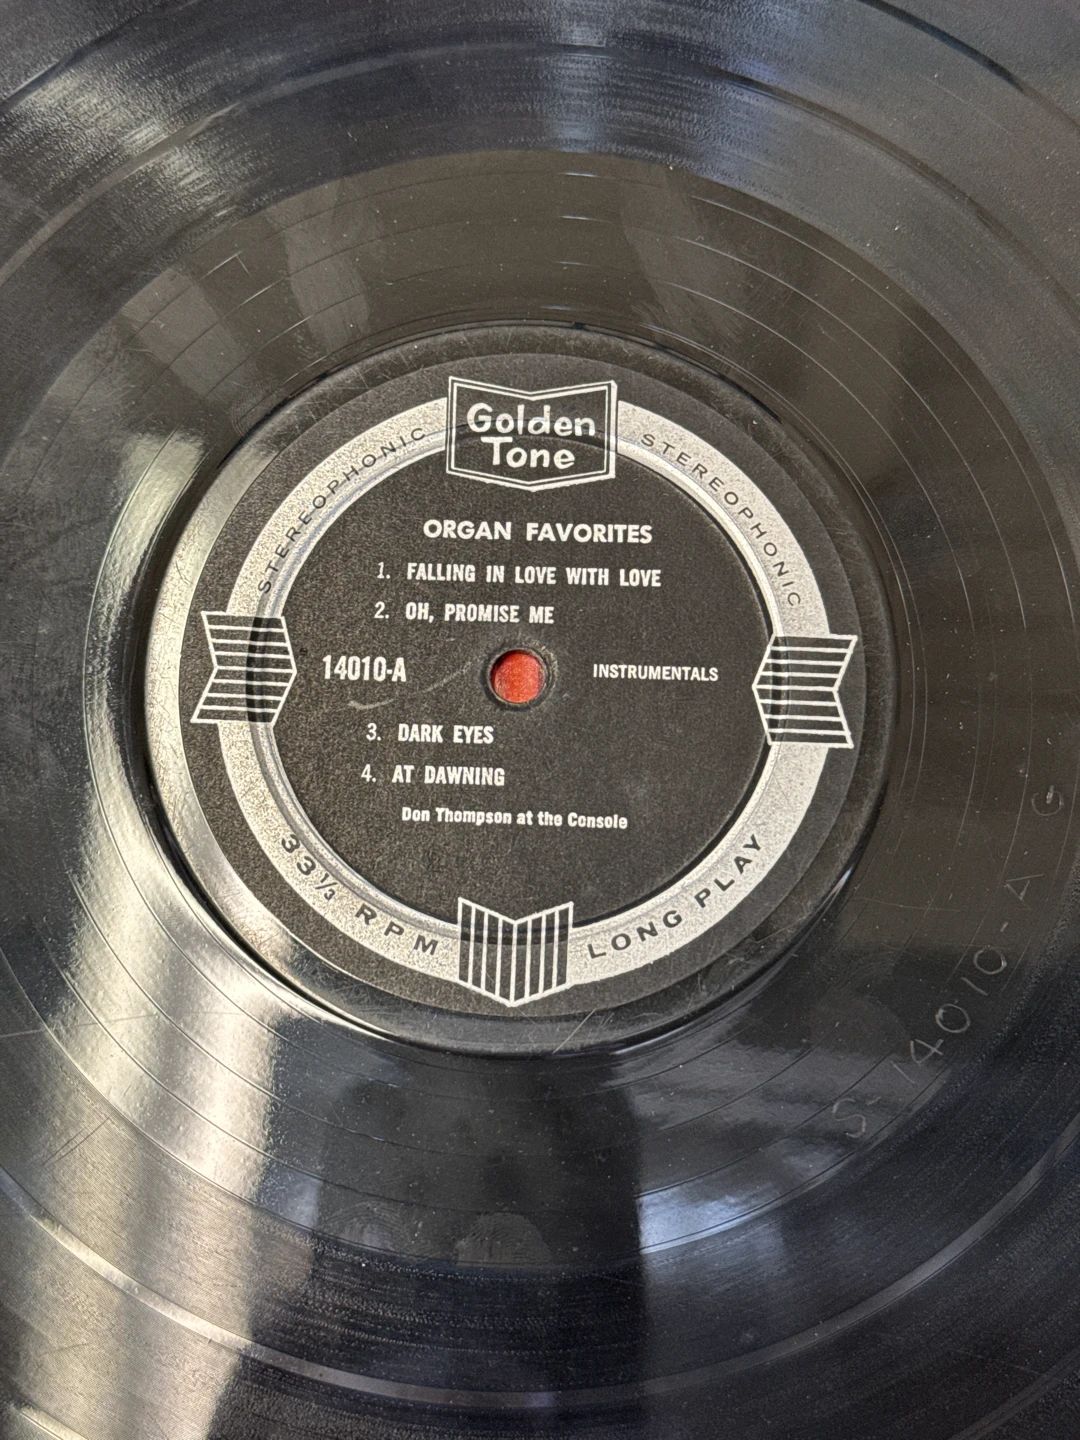 Golden
Tone
STEREOPHONIC
STEREOPHONIC
ORGAN FAVORITES
1. FALLING IN LOVE WITH LOVE
2. OH, PROMISE ME
14010-A
INSTRUMENTALS
3. DARK EYES
4. AT DAWNING
Don Thompson at the Console
33⅓ RPM
LONG PLAY
S-14010-A G